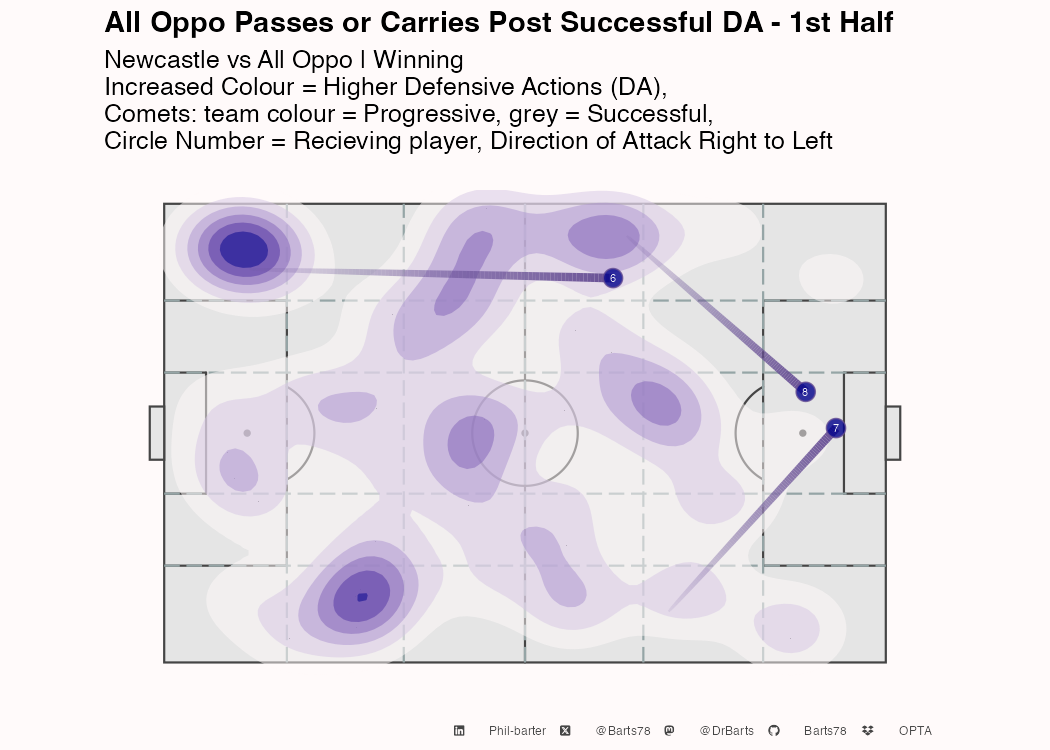 All Oppo Passes or Carries Post Successful DA - 1st Half
Newcastle vs All Oppo | Winning
Increased Colour = Higher Defensive Actions (DA),
Comets: team colour = Progressive, grey = Successful,
Circle Number = Recieving player, Direction of Attack Right to Left
6
8
7
Phil-barter @Barts78 @DrBarts Barts78 OPTA